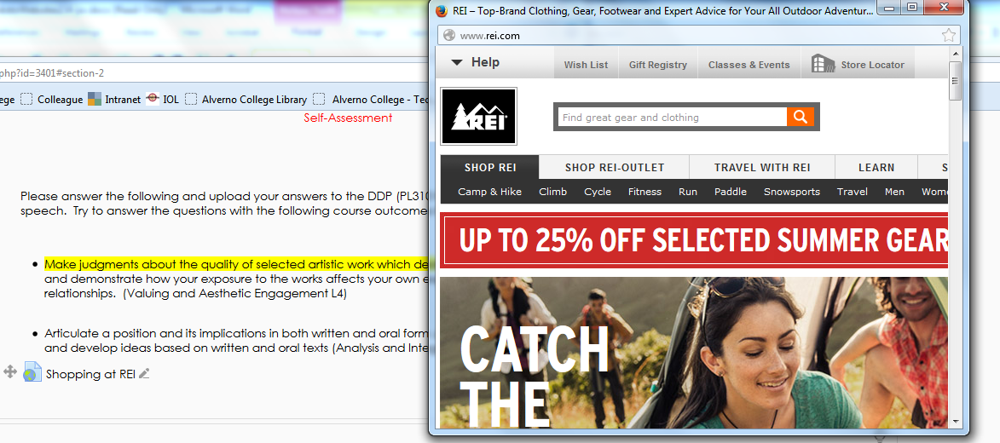 Microsoft Word
php?id=3401#section-2
ege Colleague Intranet IOL Alverno College Library Alverno College - Tec
Self-Assessment
Please answer the following and upload your answers to the DDP (PL310
speech. Try to answer the questions with the following course outcome
Make judgments about the quality of selected artistic work which de
and demonstrate how your exposure to the works affects your own e
relationships. (Valuing and Aesthetic Engagement L4)
Articulate a position and its implications in both written and oral form
and develop ideas based on written and oral texts (Analysis and Inte
Shopping at REI
REI – Top-Brand Clothing, Gear, Footwear and Expert Advice for Your All Outdoor Adventur...
www.rei.com
Help Wish List Gift Registry Classes & Events Store Locator
REI
Find great gear and clothing
SHOP REI SHOP REI-OUTLET TRAVEL WITH REI LEARN S
Camp & Hike Climb Cycle Fitness Run Paddle Snowsports Travel Men Wome
UP TO 25% OFF SELECTED SUMMER GEAR
CATCH
THE